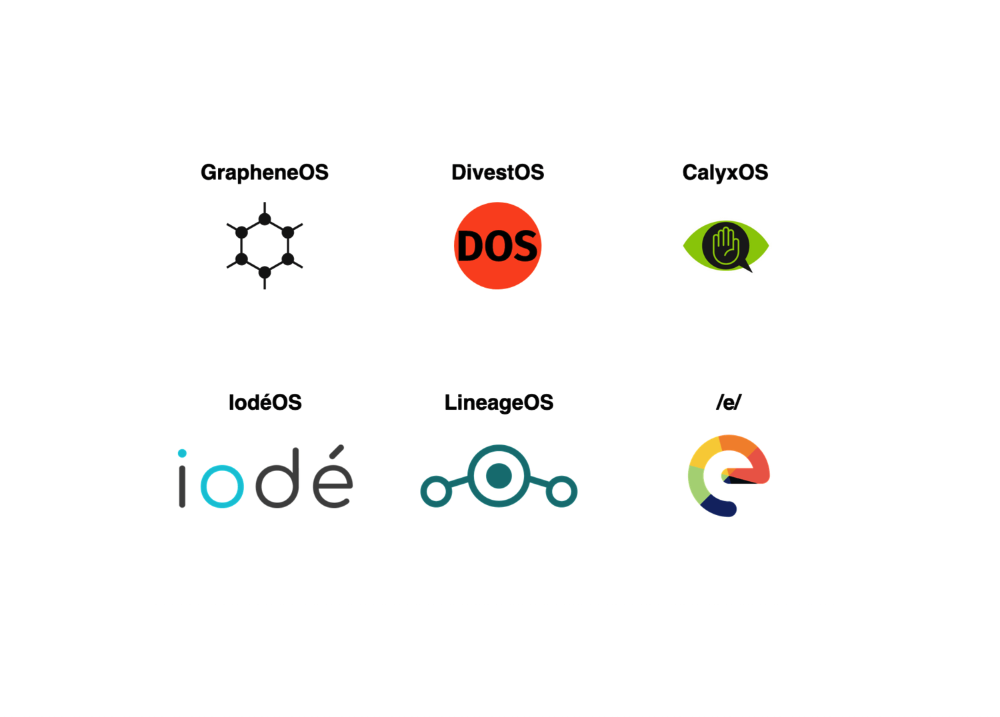 GrapheneOS
DivestOS
CalyxOS
DOS
IodéOS
LineageOS
/e/
iodé
e